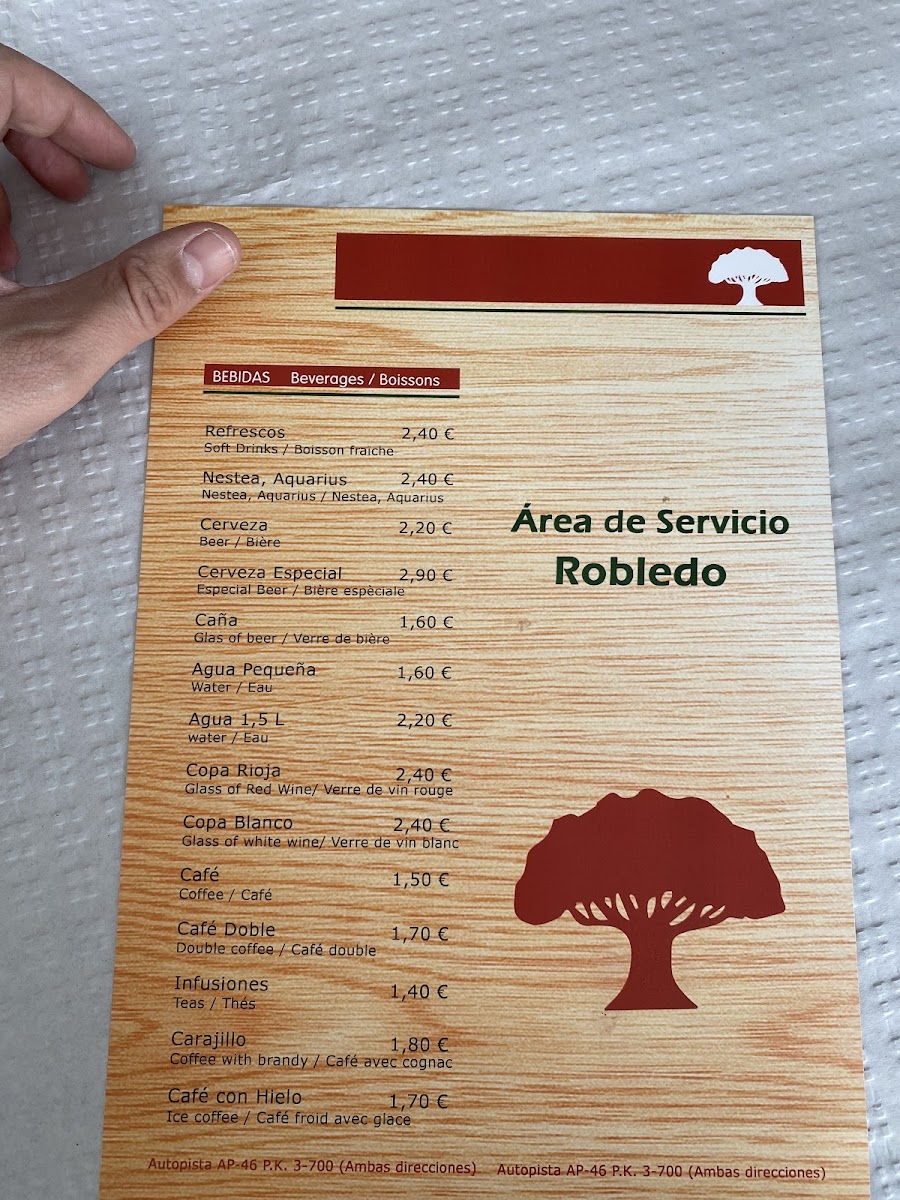 BEBIDAS Beverages / Boissons
Refrescos 2,40 €
Soft Drinks / Boisson fraiche
Nestea, Aquarius 2,40 €
Nestea, Aquarius / Nestea, Aquarius
Cerveza 2,20 €
Beer / Bière
Cerveza Especial 2,90 €
Especial Beer / Bière espèciale
Caña 1,60 €
Glas of beer / Verre de bière
Agua Pequeña 1,60 €
Water / Eau
Agua 1,5 L 2,20 €
water / Eau
Copa Rioja 2,40 €
Glass of Red Wine/ Verre de vin rouge
Copa Blanco 2,40 €
Glass of white wine/ Verre de vin blanc
Café 1,50 €
Coffee / Café
Café Doble 1,70 €
Double coffee / Café double
Infusiones 1,40 €
Teas / Thés
Carajillo 1,80 €
Coffee with brandy / Café avec cognac
Café con Hielo 1,70 €
Ice coffee / Café froid avec glace
Área de Servicio
Robledo
Autopista AP-46 P.K. 3-700 (Ambas direcciones) Autopista AP-46 P.K. 3-700 (Ambas direcciones)